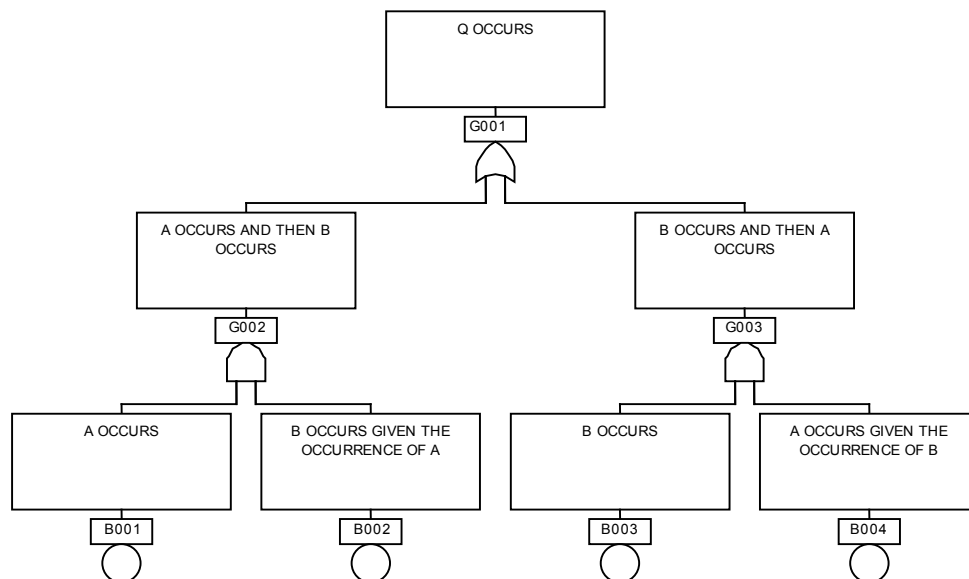 Q OCCURS
G001
A OCCURS AND THEN B
OCCURS
B OCCURS AND THEN A
OCCURS
G002
G003
A OCCURS
B OCCURS GIVEN THE
OCCURRENCE OF A
B OCCURS
A OCCURS GIVEN THE
OCCURRENCE OF B
B001
B002
B003
B004